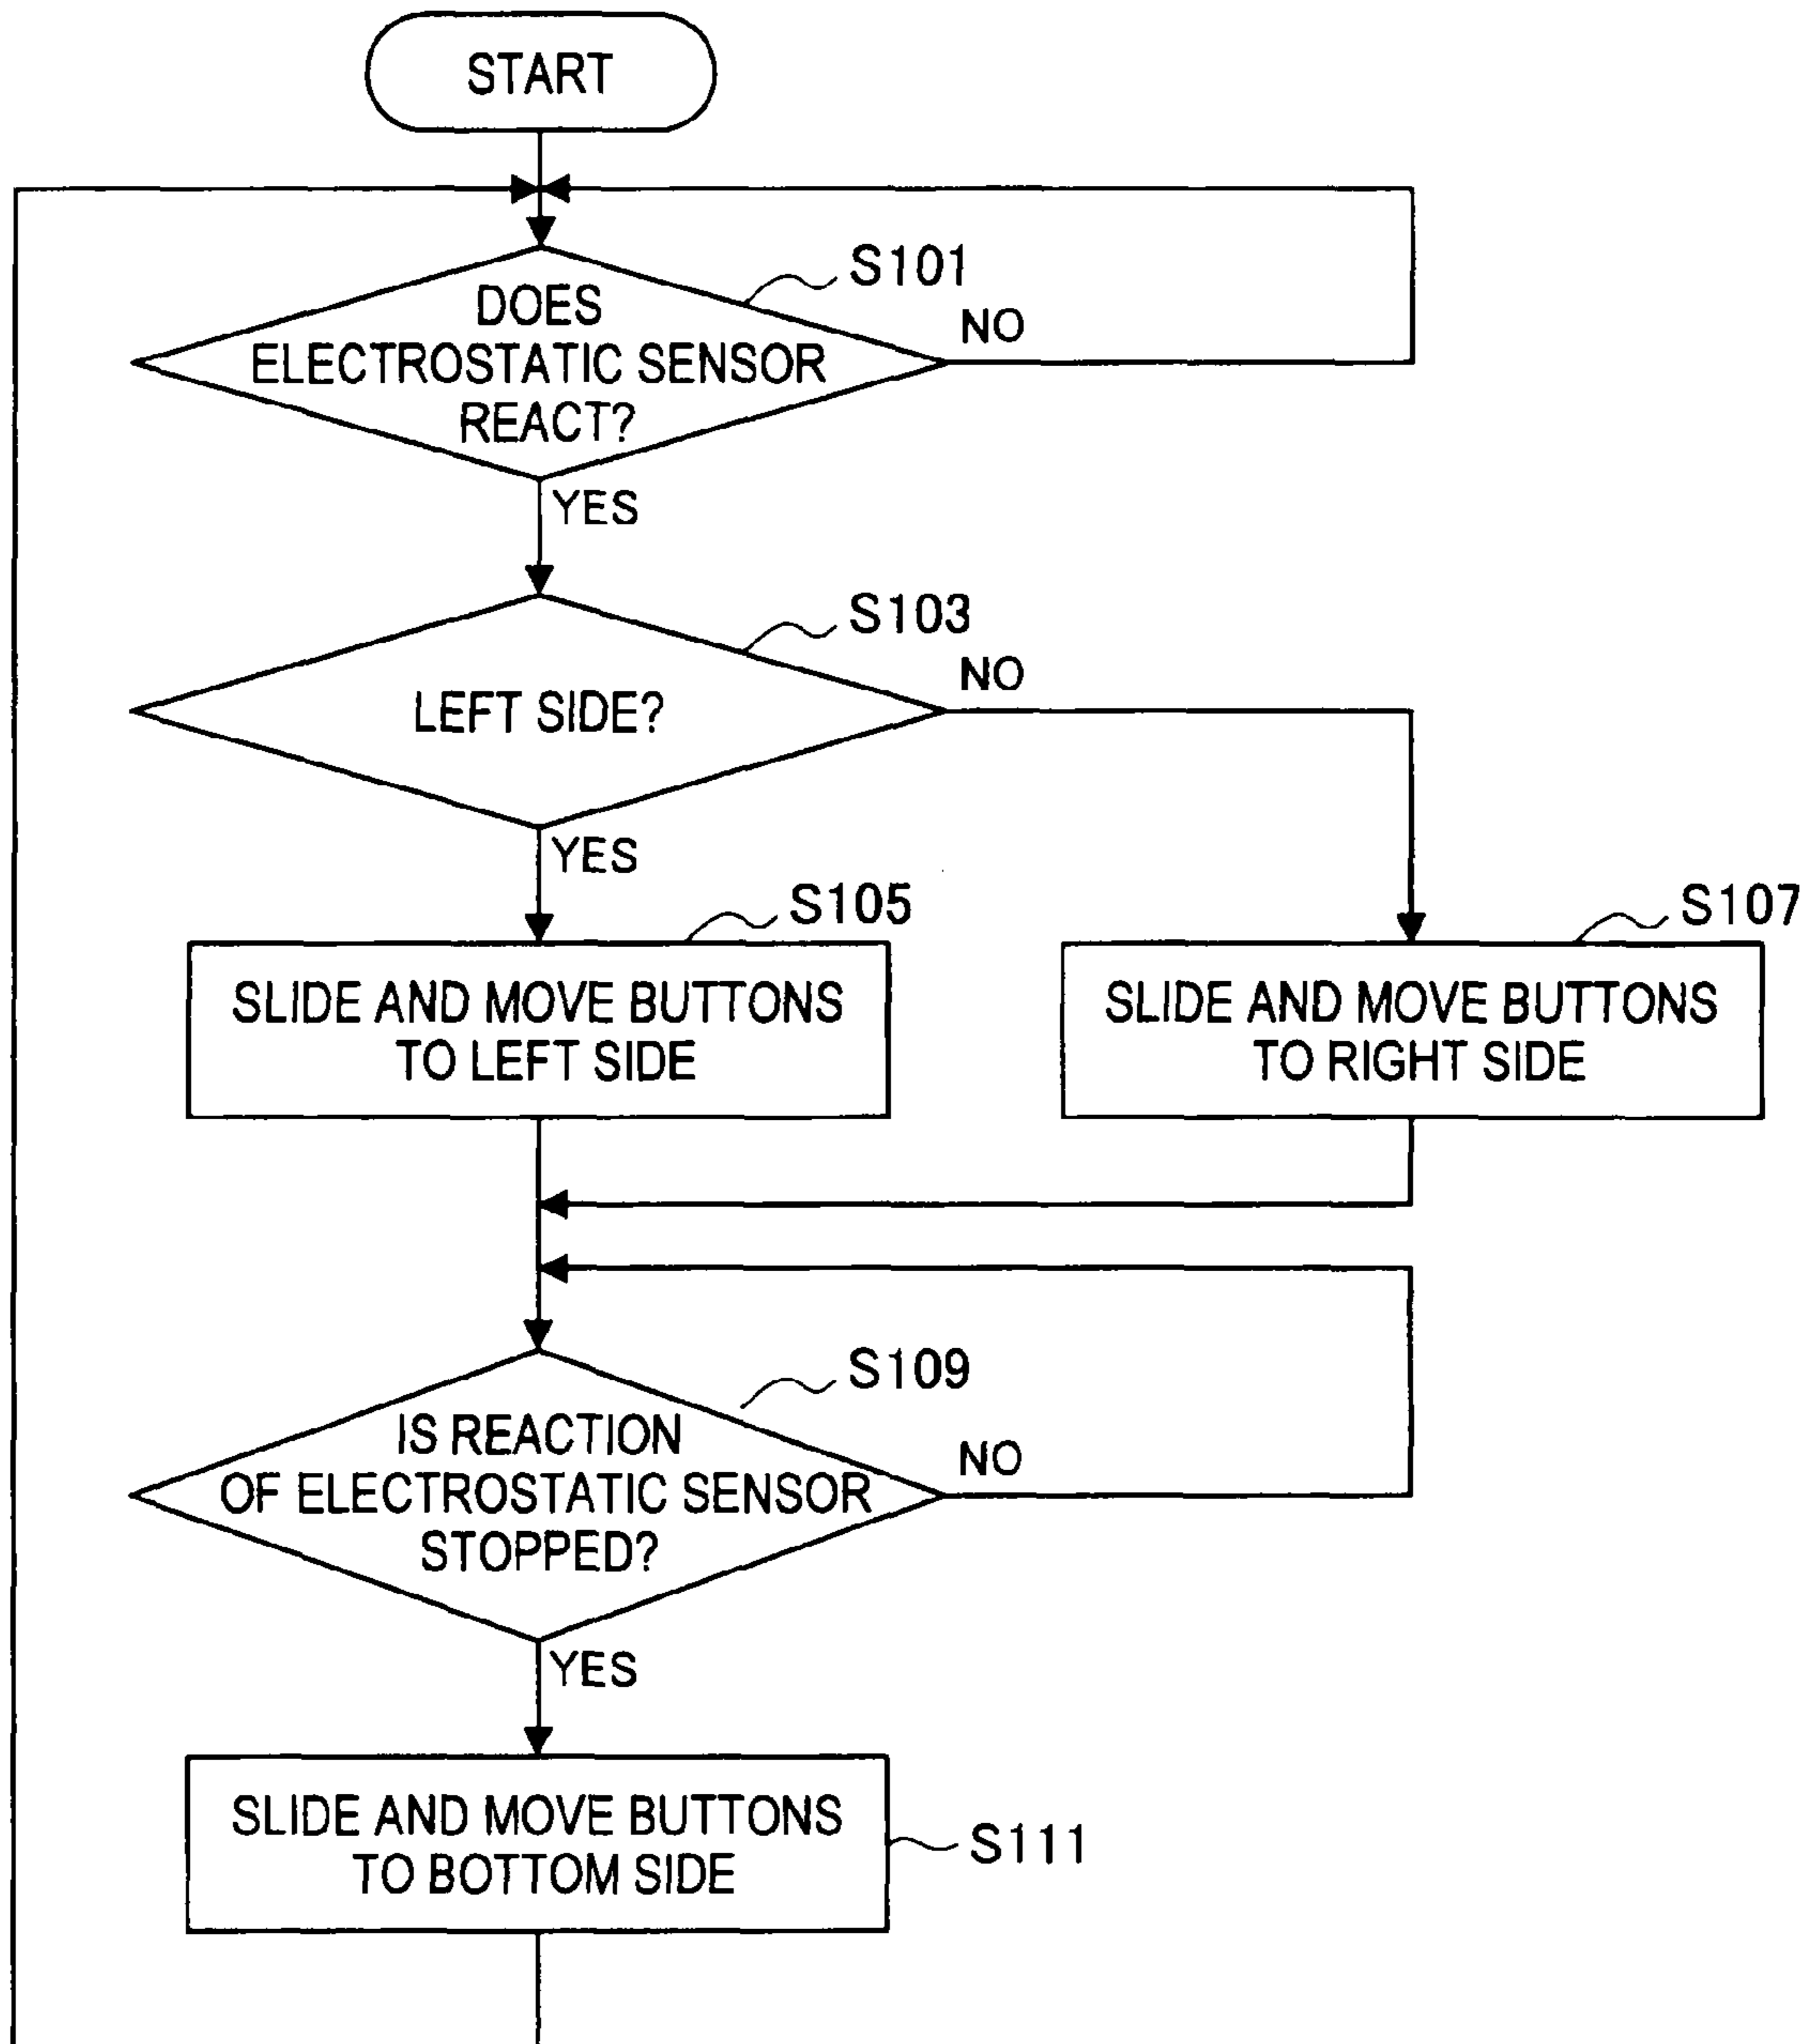 START
S101
DOES
ELECTROSTATIC SENSOR
REACT?
NO
YES
S103
LEFT SIDE?
NO
YES
S105
S107
SLIDE AND MOVE BUTTONS
TO LEFT SIDE
SLIDE AND MOVE BUTTONS
TO RIGHT SIDE
S109
IS REACTION
OF ELECTROSTATIC SENSOR
STOPPED?
NO
YES
SLIDE AND MOVE BUTTONS
TO BOTTOM SIDE
S111